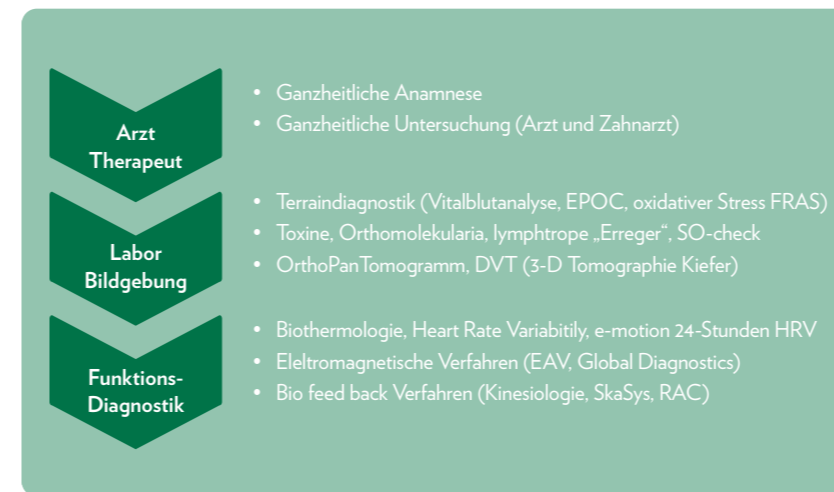 Arzt
Therapeut
• Ganzheitliche Anamnese
• Ganzheitliche Untersuchung (Arzt und Zahnarzt)
Labor
Bildgebung
• Terraindiagnostik (Vitalblutanalyse, EPOC, oxidativer Stress FRAS)
• Toxine, Orthomolekularia, lymphtrope „Erreger“, SO-check
• OrthoPanTomogramm, DVT (3-D Tomographie Kiefer)
Funktions-
Diagnostik
• Biothermologie, Heart Rate Variabitily, e-motion 24-Stunden HRV
• Eleltromagnetische Verfahren (EAV, Global Diagnostics)
• Bio feed back Verfahren (Kinesiologie, SkaSys, RAC)